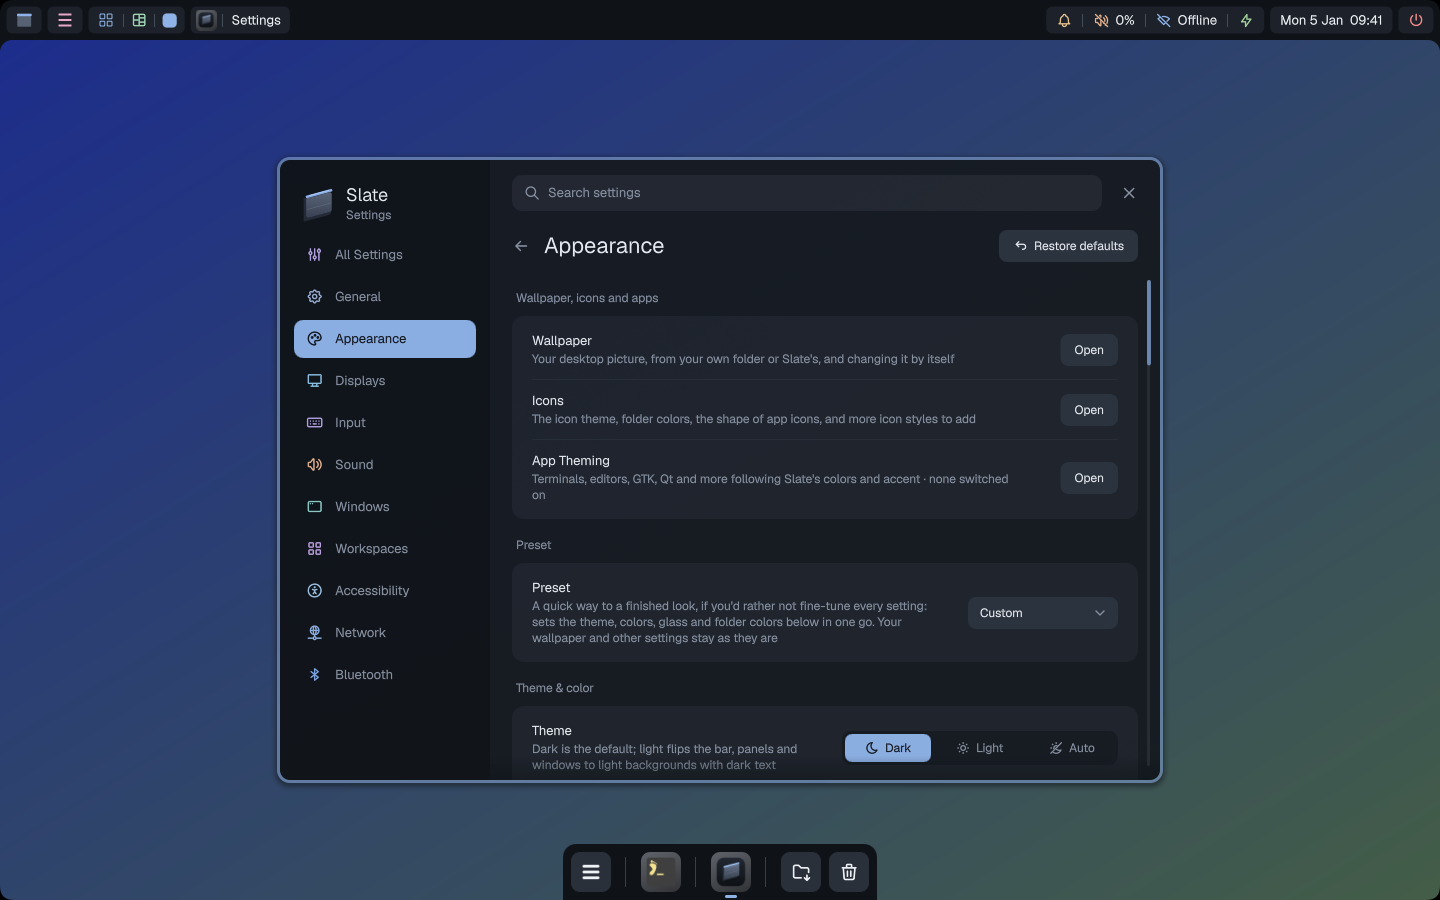 Settings
0%
Offline
Mon 5 Jan 09:41
Slate
Settings
All Settings
General
Appearance
Displays
Input
Sound
Windows
Workspaces
Accessibility
Network
Bluetooth
Search settings
Appearance
Restore defaults
Wallpaper, icons and apps
Wallpaper
Your desktop picture, from your own folder or Slate's, and changing it by itself
Open
Icons
The icon theme, folder colors, the shape of app icons, and more icon styles to add
Open
App Theming
Terminals, editors, GTK, Qt and more following Slate's colors and accent · none switched
on
Open
Preset
Preset
A quick way to a finished look, if you'd rather not fine-tune every setting:
sets the theme, colors, glass and folder colors below in one go. Your
wallpaper and other settings stay as they are
Custom
Theme & color
Theme
Dark is the default; light flips the bar, panels and
windows to light backgrounds with dark text
Dark
Light
Auto